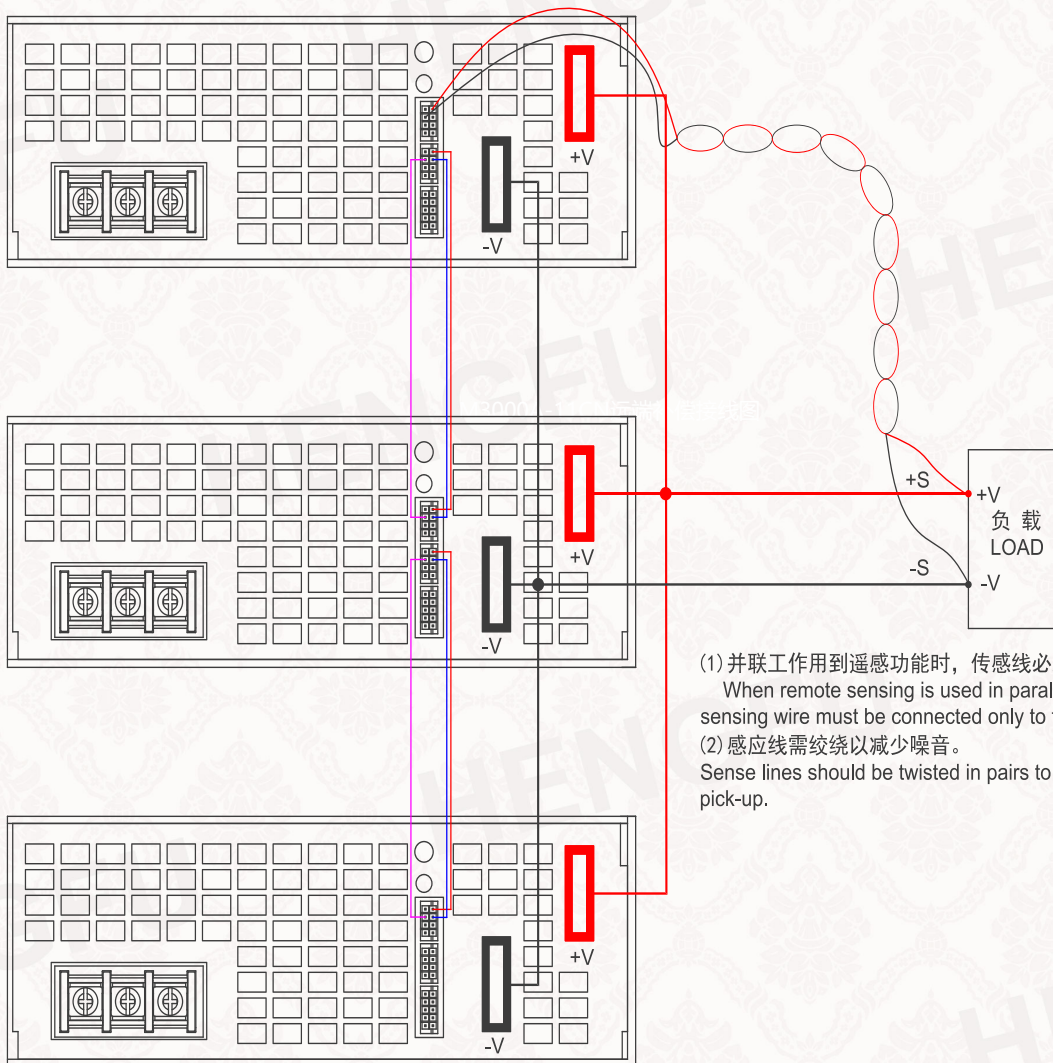 +V
-V
+V
-V
+S
-S
+V
负 载
LOAD
-V
(1) 并联工作用到遥感功能时，传感线必
When remote sensing is used in paral
sensing wire must be connected only to
(2) 感应线需绞绕以减少噪音。
Sense lines should be twisted in pairs to
pick-up.
+V
-V
HENGFU
HENGFU